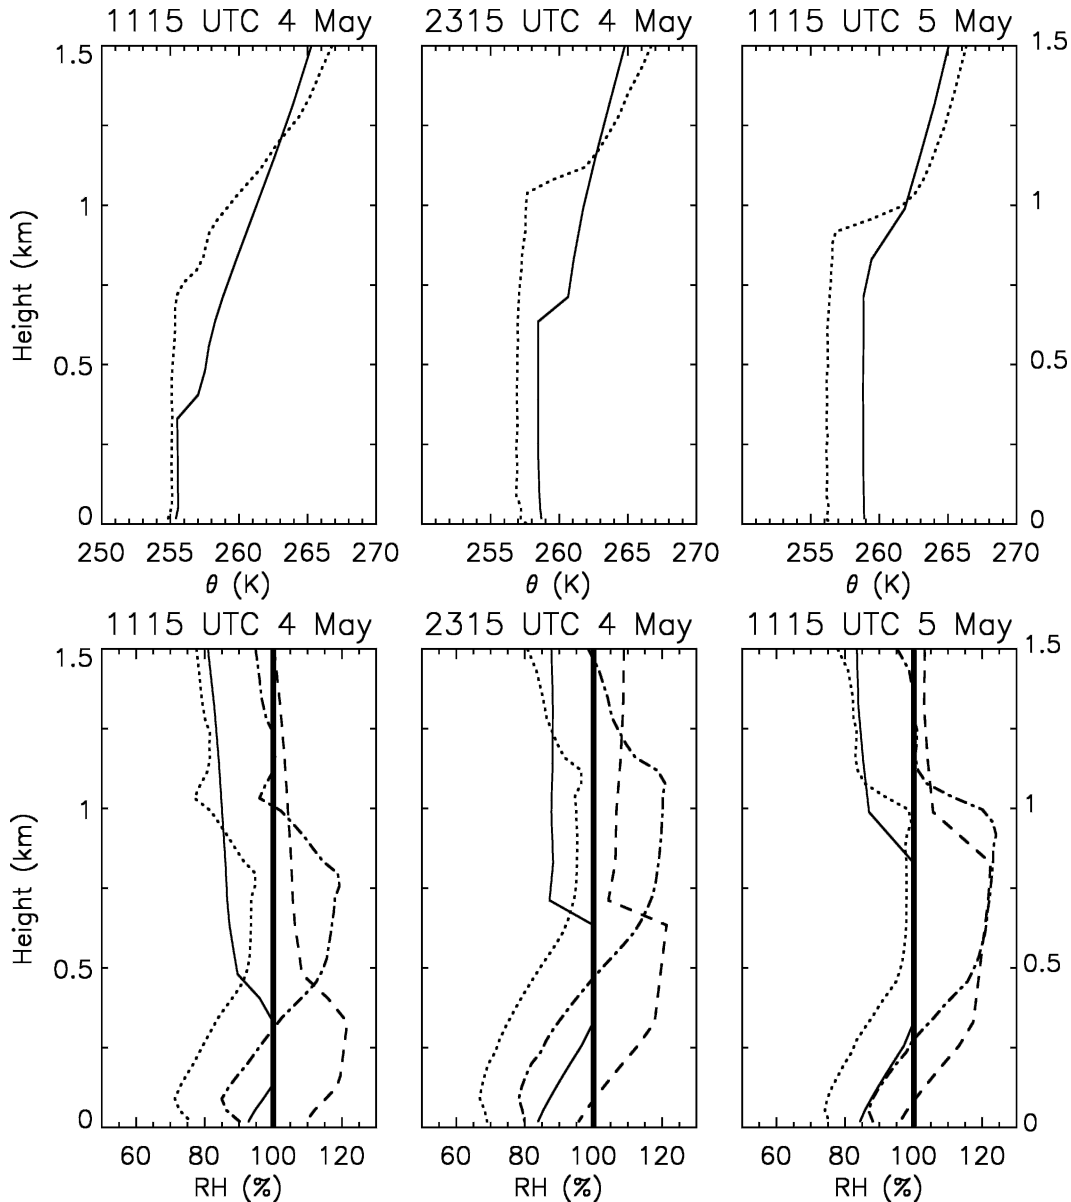 1115 UTC 4 May 2315 UTC 4 May 1115 UTC 5 May
1.5 1.5
1 1
Height (km)
0.5 0.5
0 0
250 255 260 265 270 255 260 265 270 255 260 265 270
θ (K) θ (K) θ (K)
1115 UTC 4 May 2315 UTC 4 May 1115 UTC 5 May
1.5 1.5
1 1
Height (km)
0.5 0.5
0 0
60 80 100 120 60 80 100 120 60 80 100 120
RH (%) RH (%) RH (%)